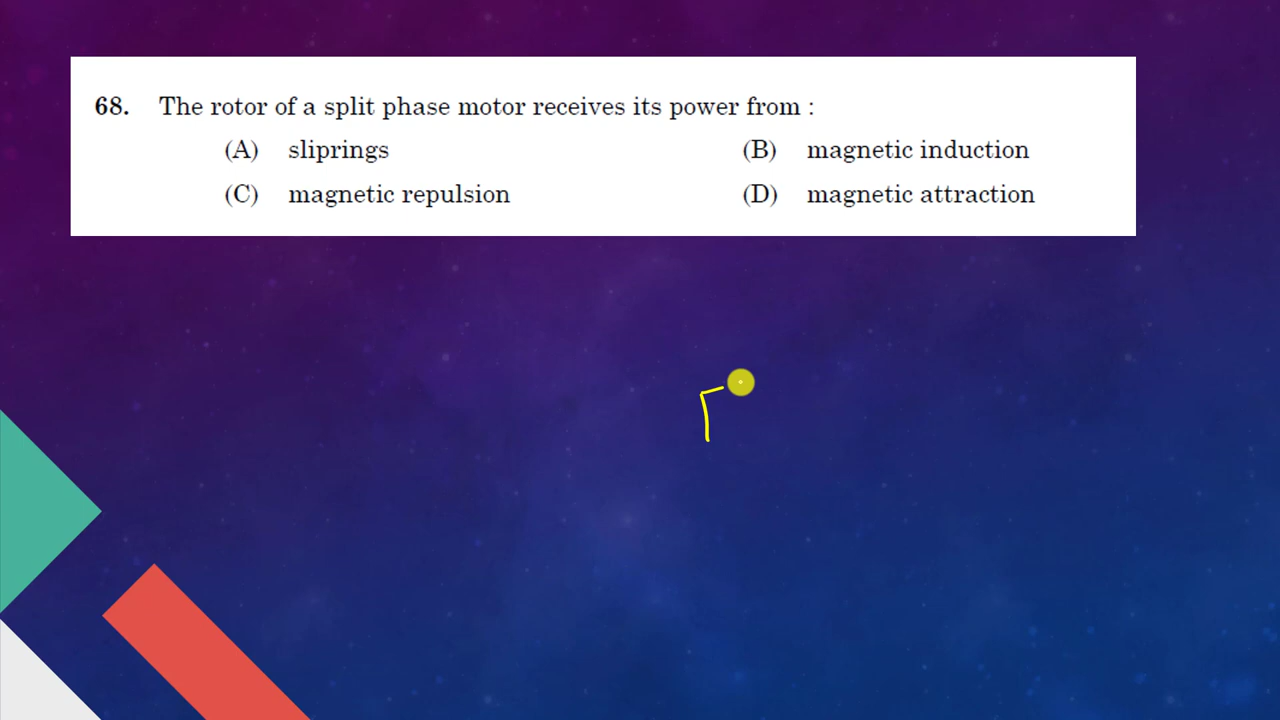 68. The rotor of a split phase motor receives its power from :
(A) sliprings (B) magnetic induction
(C) magnetic repulsion (D) magnetic attraction